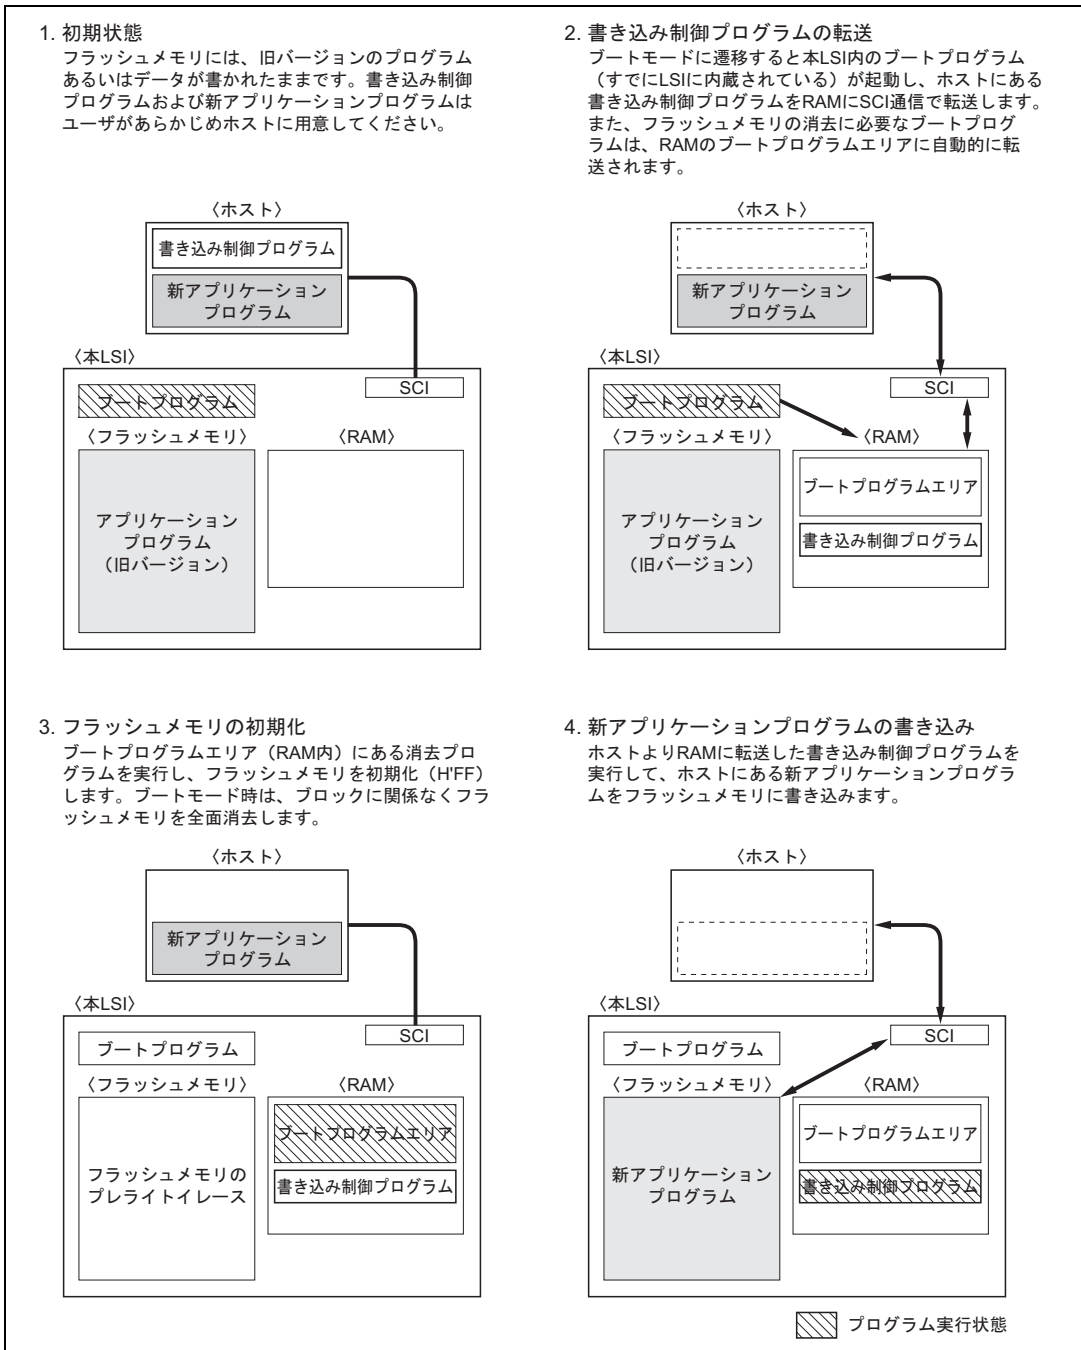 1. 初期状態
フラッシュメモリには、旧バージョンのプログラム
あるいはデータが書かれたままです。書き込み制御
プログラムおよび新アプリケーションプログラムは
ユーザがあらかじめホストに用意してください。
〈ホスト〉
書き込み制御プログラム
新アプリケーション
プログラム
〈本LSI〉
SCI
ブートプログラム
〈フラッシュメモリ〉
〈RAM〉
アプリケーション
プログラム
（旧バージョン）
2. 書き込み制御プログラムの転送
ブートモードに遷移すると本LSI内のブートプログラム
（すでにLSIに内蔵されている）が起動し、ホストにある
書き込み制御プログラムをRAMにSCI通信で転送します。
また、フラッシュメモリの消去に必要なブートプログ
ラムは、RAMのブートプログラムエリアに自動的に転
送されます。
〈ホスト〉
新アプリケーション
プログラム
〈本LSI〉
SCI
ブートプログラム
〈フラッシュメモリ〉
〈RAM〉
ブートプログラムエリア
アプリケーション
プログラム
（旧バージョン）
書き込み制御プログラム
3. フラッシュメモリの初期化
ブートプログラムエリア（RAM内）にある消去プロ
グラムを実行し、フラッシュメモリを初期化（H'FF）
します。ブートモード時は、ブロックに関係なくフラ
ッシュメモリを全面消去します。
〈ホスト〉
新アプリケーション
プログラム
〈本LSI〉
SCI
ブートプログラム
〈フラッシュメモリ〉
〈RAM〉
ブートプログラムエリア
フラッシュメモリの
プレライトイレース
書き込み制御プログラム
4. 新アプリケーションプログラムの書き込み
ホストよりRAMに転送した書き込み制御プログラムを
実行して、ホストにある新アプリケーションプログラ
ムをフラッシュメモリに書き込みます。
〈ホスト〉
〈本LSI〉
SCI
ブートプログラム
〈フラッシュメモリ〉
〈RAM〉
ブートプログラムエリア
新アプリケーション
プログラム
書き込み制御プログラム
プログラム実行状態